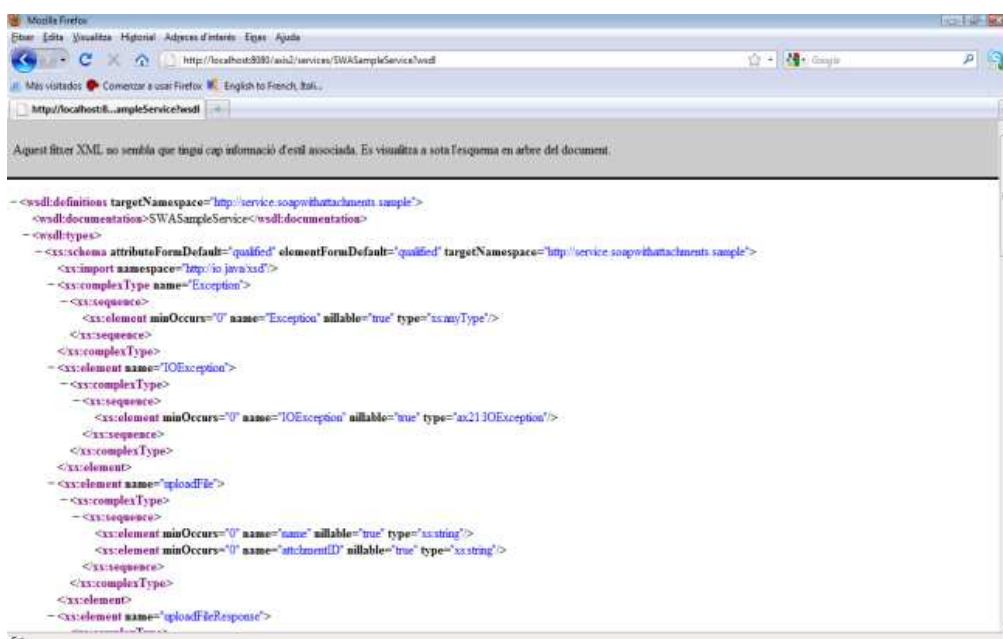 Mozilla Firefox
Fitxer Edita Visualitza Historial Adreces d'interès Eines Ajuda
http://localhost:8080/axis2/services/SWASampleService?wsdl
Google
Más visitados Comenzar a usar Firefox English to French, Itali...
http://localhost:8...ampleService?wsdl
Aquest fitxer XML no sembla que tingui cap informació d'estil associada. Es visualitza a sota l'esquema en arbre del document.
- <wsdl:definitions targetNamespace="http://service.soapwithattachments.sample">
<wsdl:documentation>SWASampleService</wsdl:documentation>
- <wsdl:types>
- <xs:schema attributeFormDefault="qualified" elementFormDefault="qualified" targetNamespace="http://service.soapwithattachments.sample">
<xs:import namespace="http://io.java/xsd"/>
- <xs:complexType name="Exception">
- <xs:sequence>
<xs:element minOccurs="0" name="Exception" nillable="true" type="xs:anyType"/>
</xs:sequence>
</xs:complexType>
- <xs:element name="IOException">
- <xs:complexType>
- <xs:sequence>
<xs:element minOccurs="0" name="IOException" nillable="true" type="ax21:IOException"/>
</xs:sequence>
</xs:complexType>
</xs:element>
- <xs:element name="uploadFile">
- <xs:complexType>
- <xs:sequence>
<xs:element minOccurs="0" name="name" nillable="true" type="xs:string"/>
<xs:element minOccurs="0" name="attchmentID" nillable="true" type="xs:string"/>
</xs:sequence>
</xs:complexType>
</xs:element>
- <xs:element name="uploadFileResponse">